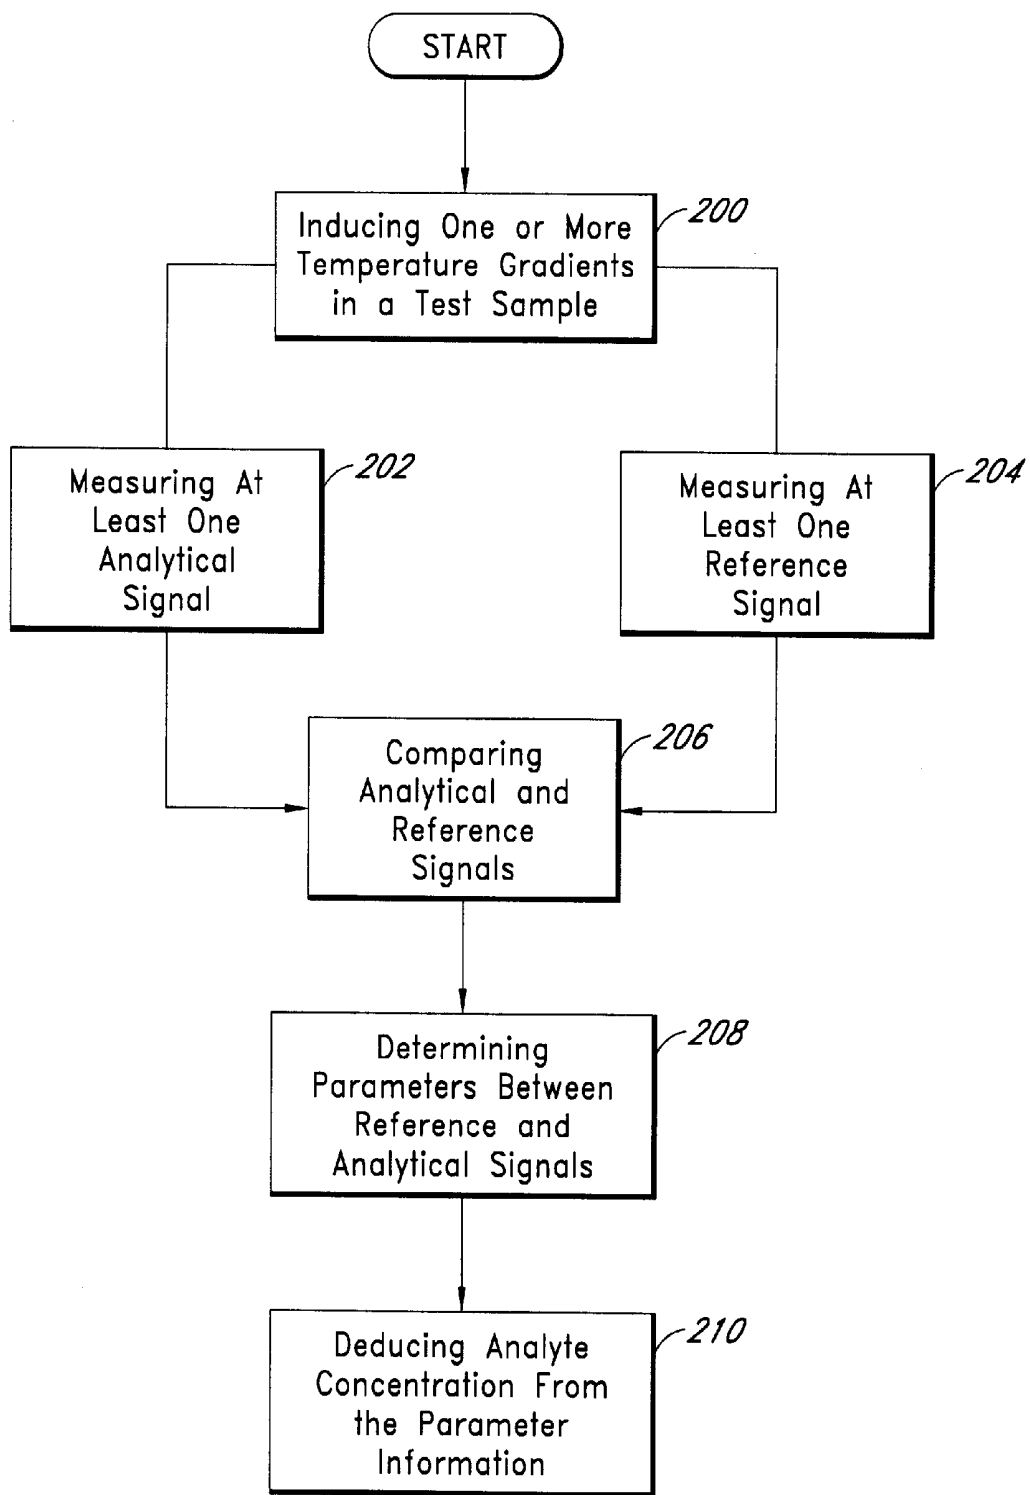 START
200
Inducing One or More
Temperature Gradients
in a Test Sample
202
Measuring At
Least One
Analytical
Signal
204
Measuring At
Least One
Reference
Signal
206
Comparing
Analytical and
Reference
Signals
208
Determining
Parameters Between
Reference and
Analytical Signals
210
Deducing Analyte
Concentration From
the Parameter
Information